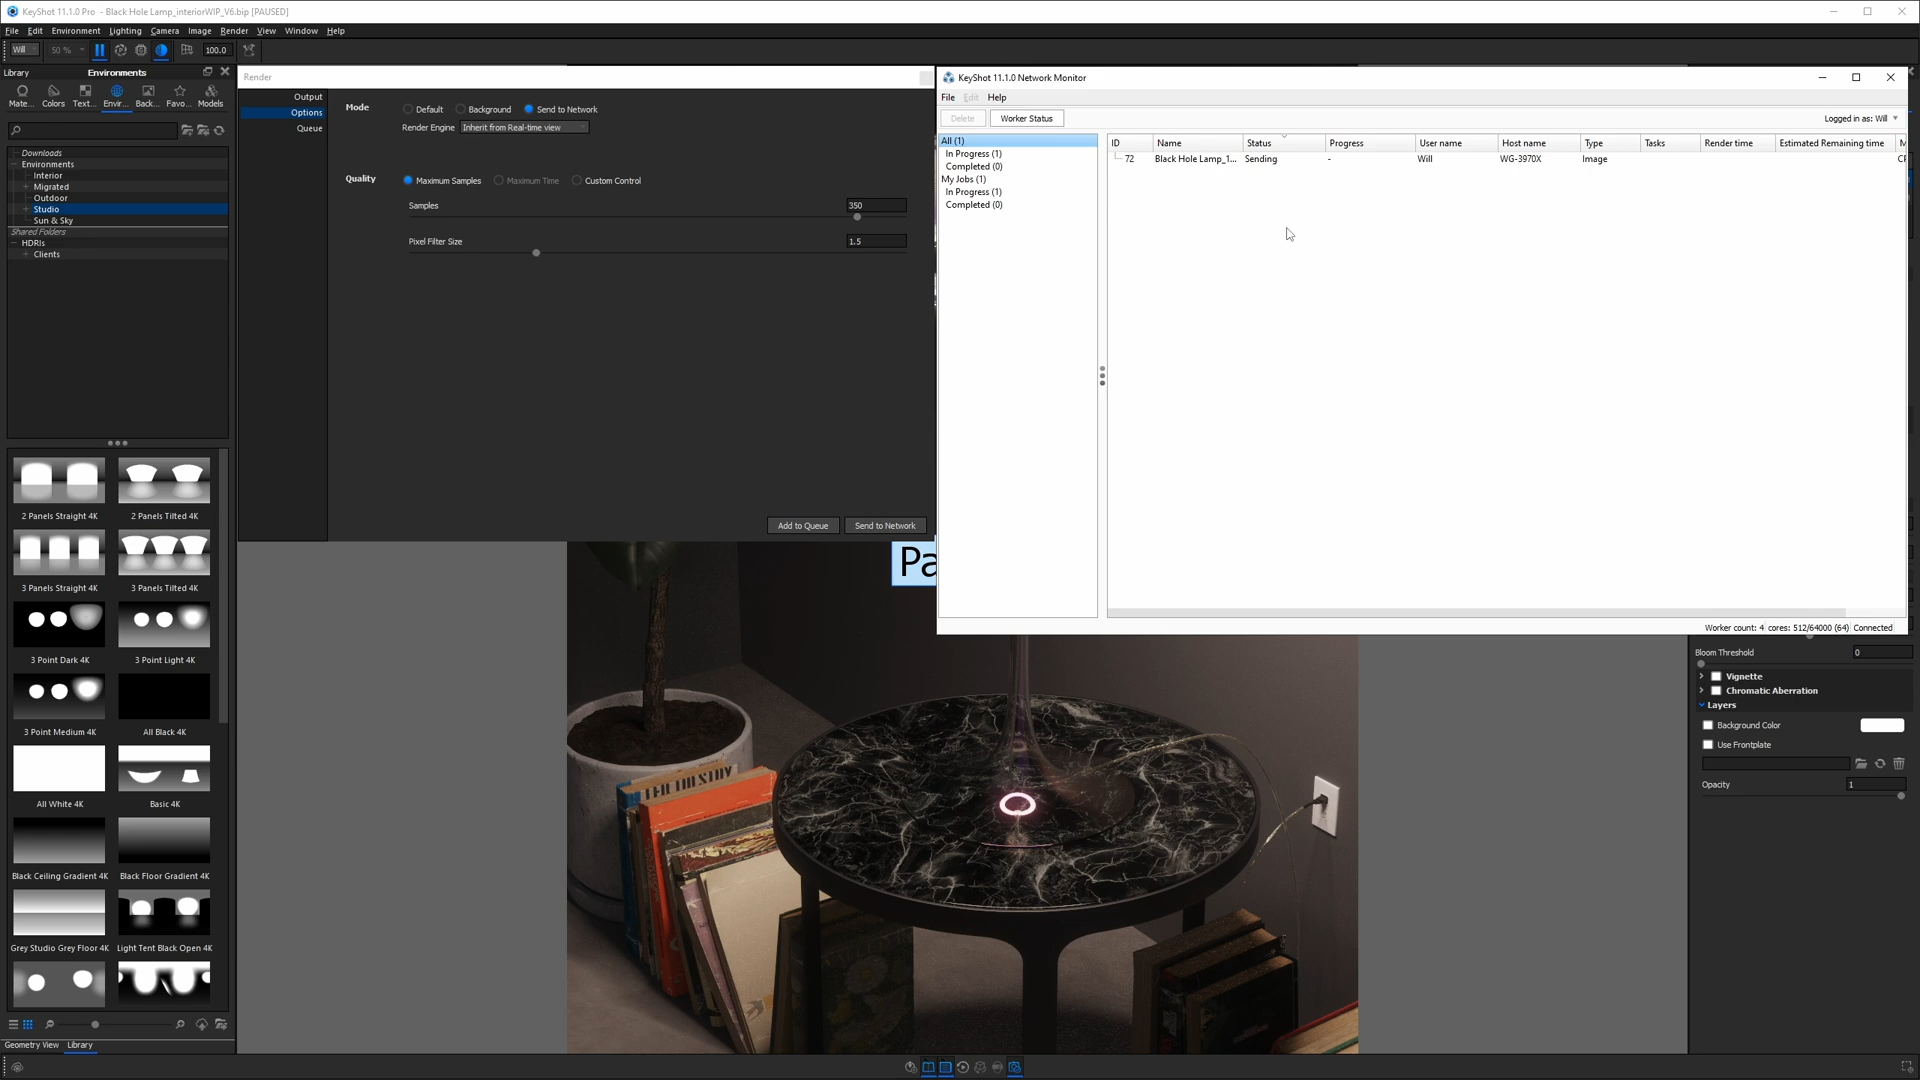 KeyShot 11.1.0 Pro - Black Hole Lamp_interiorWIP_V6.bip [PAUSED]
File Edit Environment Lighting Camera Image Render View Window Help
Will 50 % 100.0
Library Environments
Mate... Colors Text... Envir... Back... Favo... Models
Downloads
Environments
Interior
Migrated
Outdoor
Studio
Sun & Sky
Shared Folders
HDRIs
Clients
2 Panels Straight 4K 2 Panels Tilted 4K
3 Panels Straight 4K 3 Panels Tilted 4K
3 Point Dark 4K 3 Point Light 4K
3 Point Medium 4K All Black 4K
All White 4K Basic 4K
Black Ceiling Gradient 4K Black Floor Gradient 4K
Grey Studio Grey Floor 4K Light Tent Black Open 4K
Geometry View Library
Render
Output
Options
Queue
Mode Default Background Send to Network
Render Engine Inherit from Real-time view
Quality Maximum Samples Maximum Time Custom Control
Samples 350
Pixel Filter Size 1.5
Add to Queue Send to Network
Pa
KeyShot 11.1.0 Network Monitor
File Edit Help
Delete Worker Status Logged in as: Will
All (1)
In Progress (1)
Completed (0)
My Jobs (1)
In Progress (1)
Completed (0)
ID Name Status Progress User name Host name Type Tasks Render time Estimated Remaining time M
72 Black Hole Lamp_1... Sending - Will WG-3970X Image CP
Worker count: 4 cores: 512/64000 (64) Connected
Bloom Threshold 0
Vignette
Chromatic Aberration
Layers
Background Color
Use Frontplate
Opacity 1